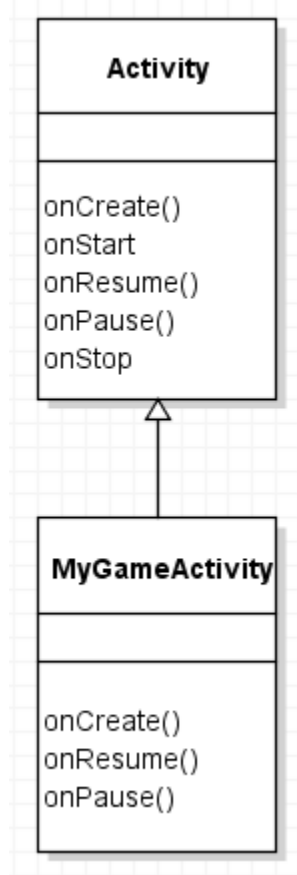 Activity
onCreate()
onStart
onResume()
onPause()
onStop
MyGameActivity
onCreate()
onResume()
onPause()